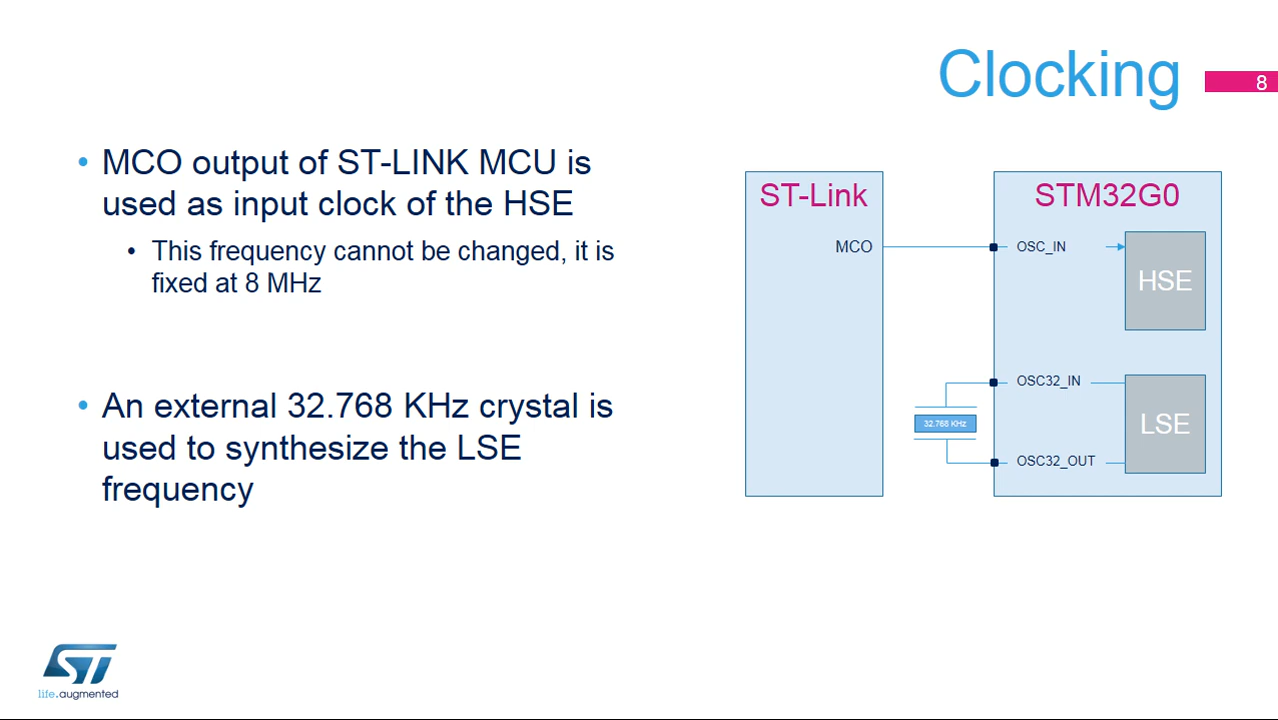 Clocking
8
• MCO output of ST-LINK MCU is
used as input clock of the HSE
• This frequency cannot be changed, it is
fixed at 8 MHz
• An external 32.768 KHz crystal is
used to synthesize the LSE
frequency
ST-Link
MCO
STM32G0
OSC_IN
HSE
OSC32_IN
32.768 KHz
LSE
OSC32_OUT
ST
life.augmented